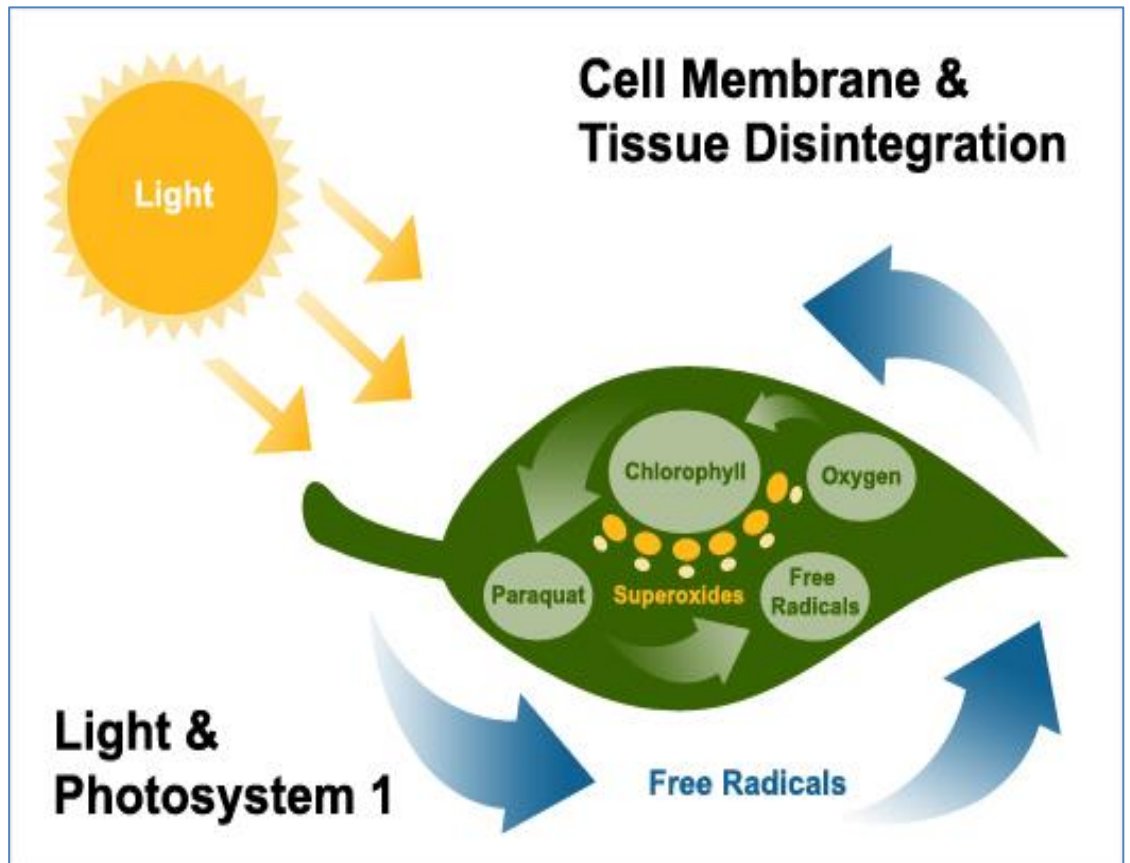 Cell Membrane &
Tissue Disintegration
Light
Chlorophyll
Oxygen
Paraquat
Superoxides
Free
Radicals
Light &
Photosystem 1
Free Radicals